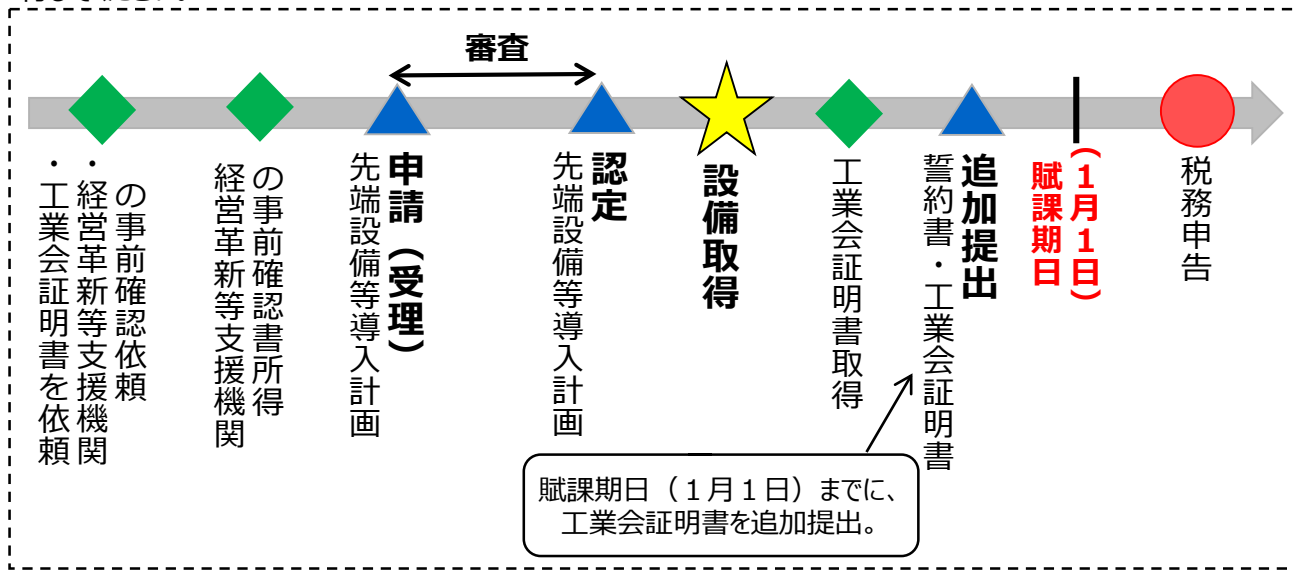 審査
・工業会証明書を依頼
・経営革新等支援機関
の事前確認依頼
経営革新等支援機関
の事前確認書所得
先端設備等導入計画
申請（受理）
先端設備等導入計画
認定
設備取得
工業会証明書取得
誓約書・工業会証明書
追加提出
賦課期日
（1月1日）
税務申告
賦課期日（１月１日）までに、
工業会証明書を追加提出。